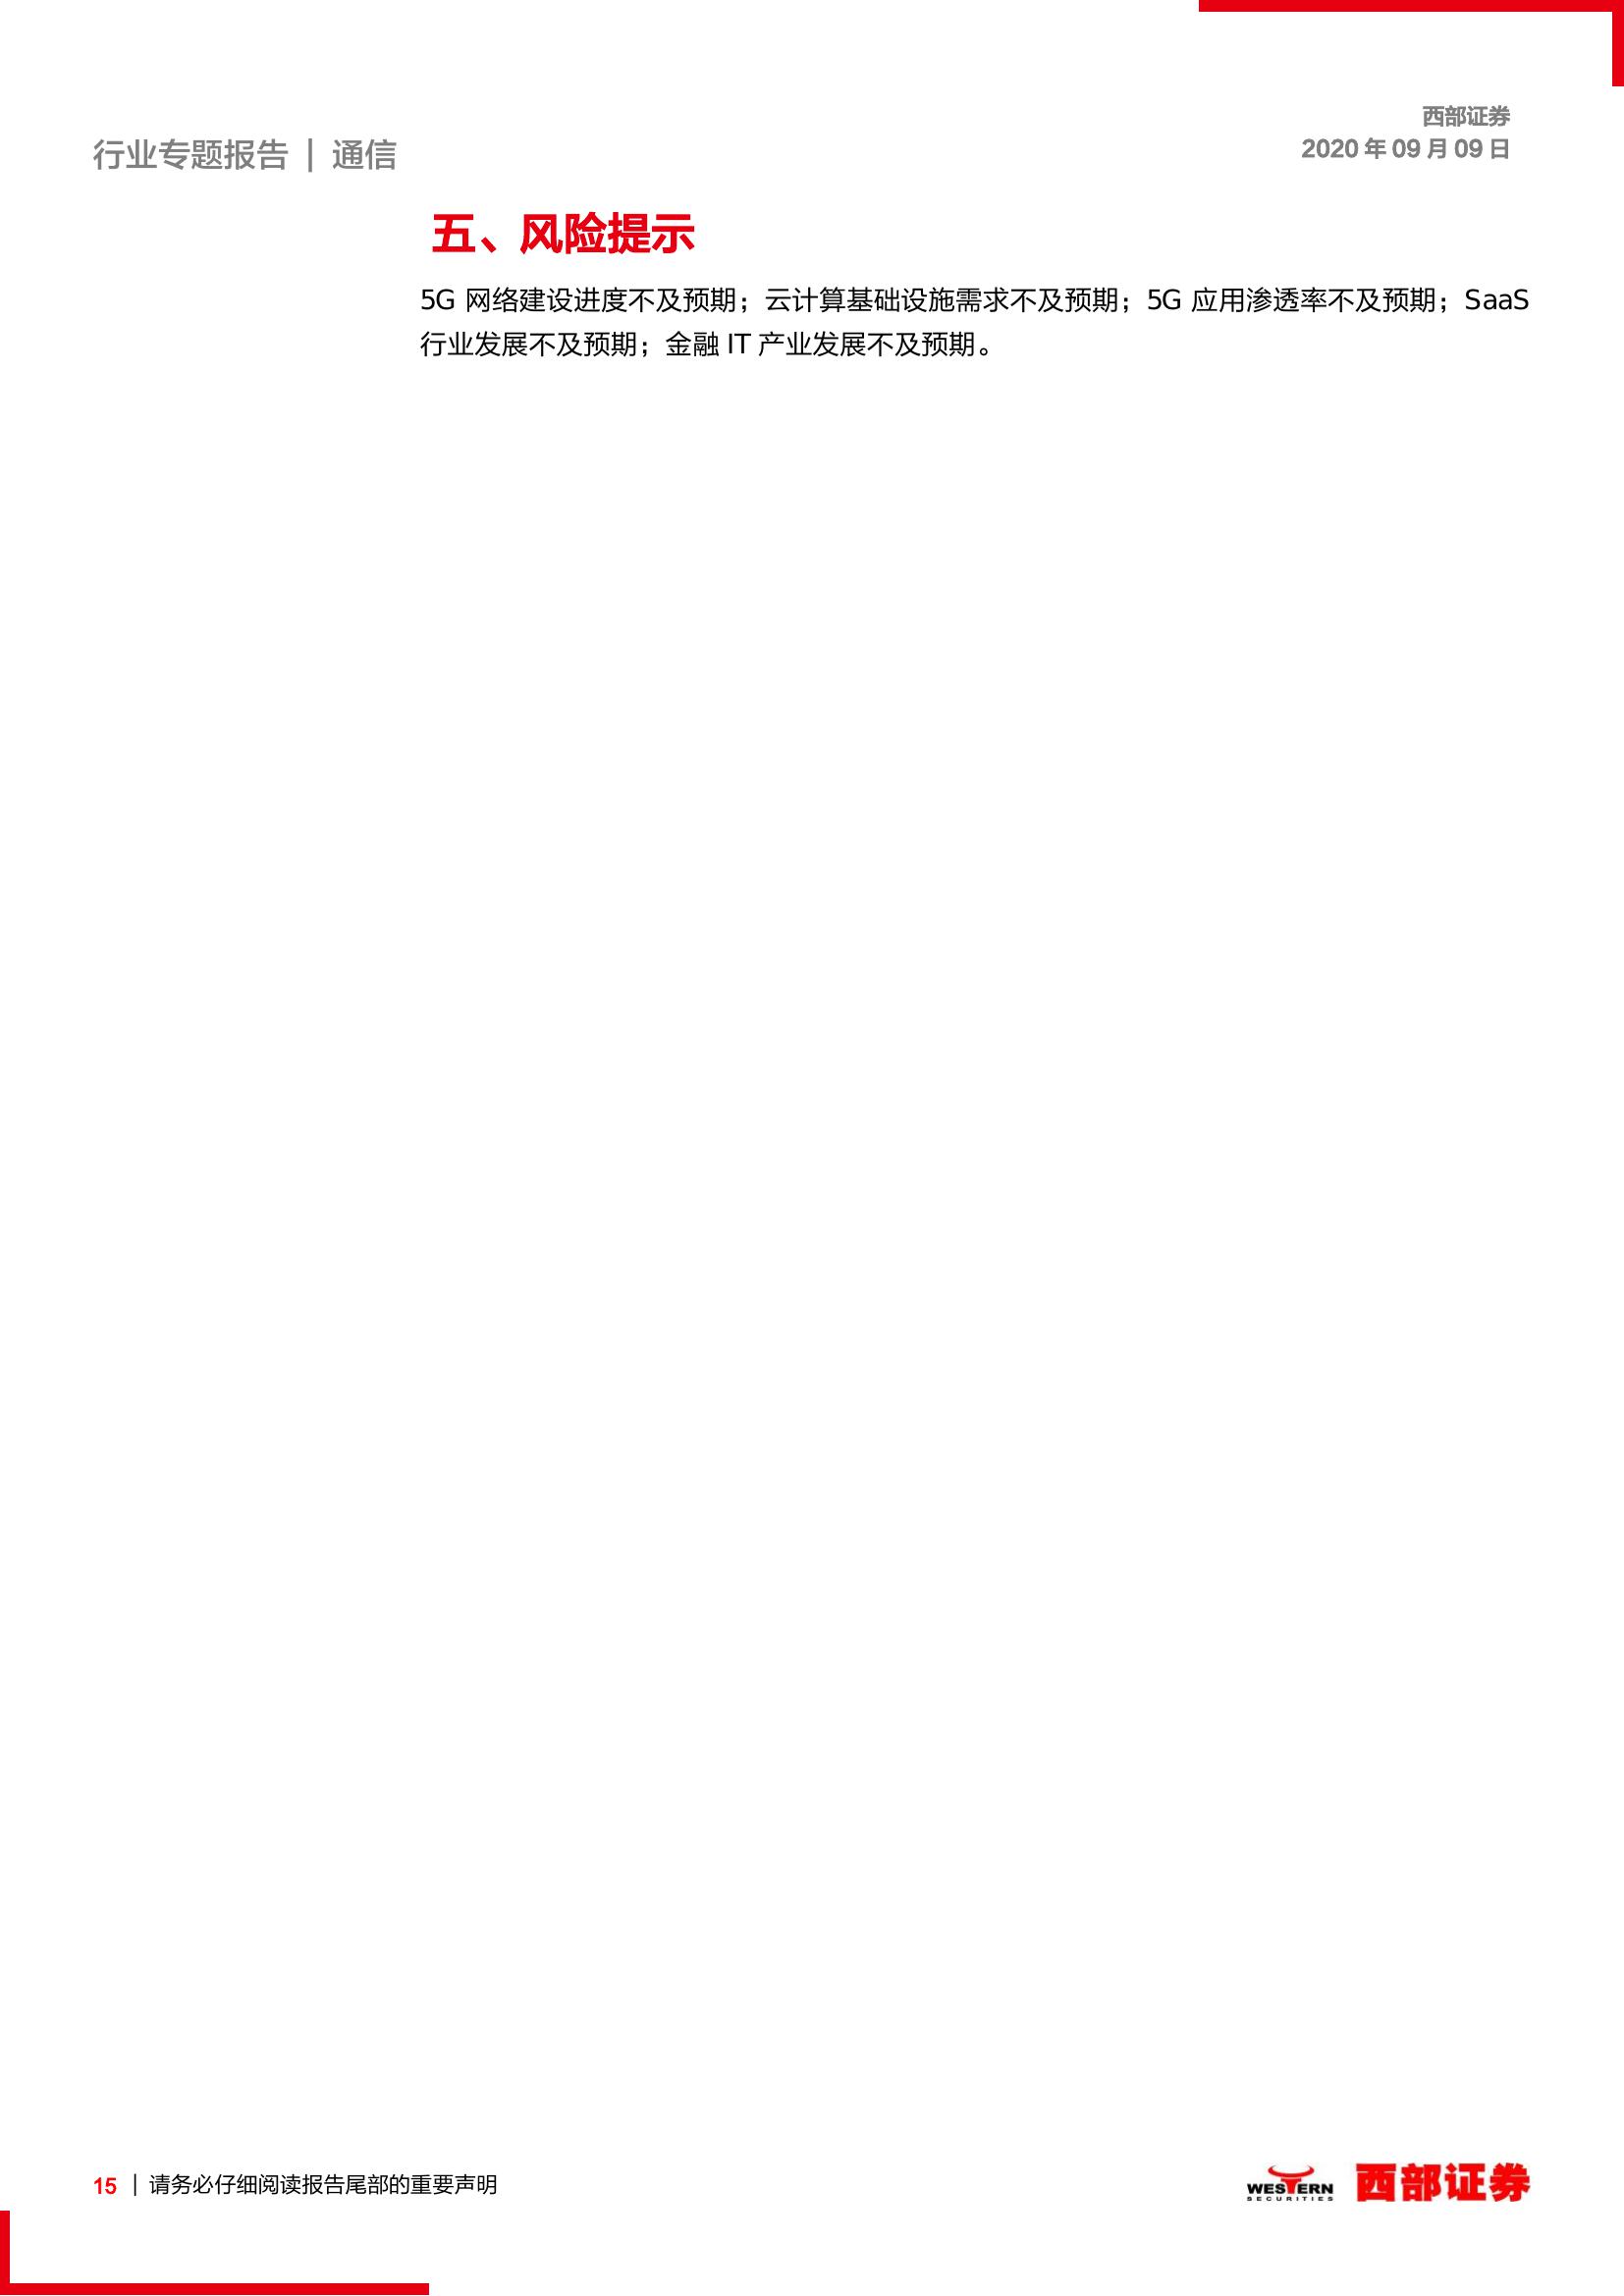 行业专题报告 | 通信
西部证券
2020 年 09 月 09 日
五、风险提示
5G 网络建设进度不及预期；云计算基础设施需求不及预期；5G 应用渗透率不及预期；SaaS
行业发展不及预期；金融 IT 产业发展不及预期。
15 | 请务必仔细阅读报告尾部的重要声明
WESTERN
SECURITIES
西部证券